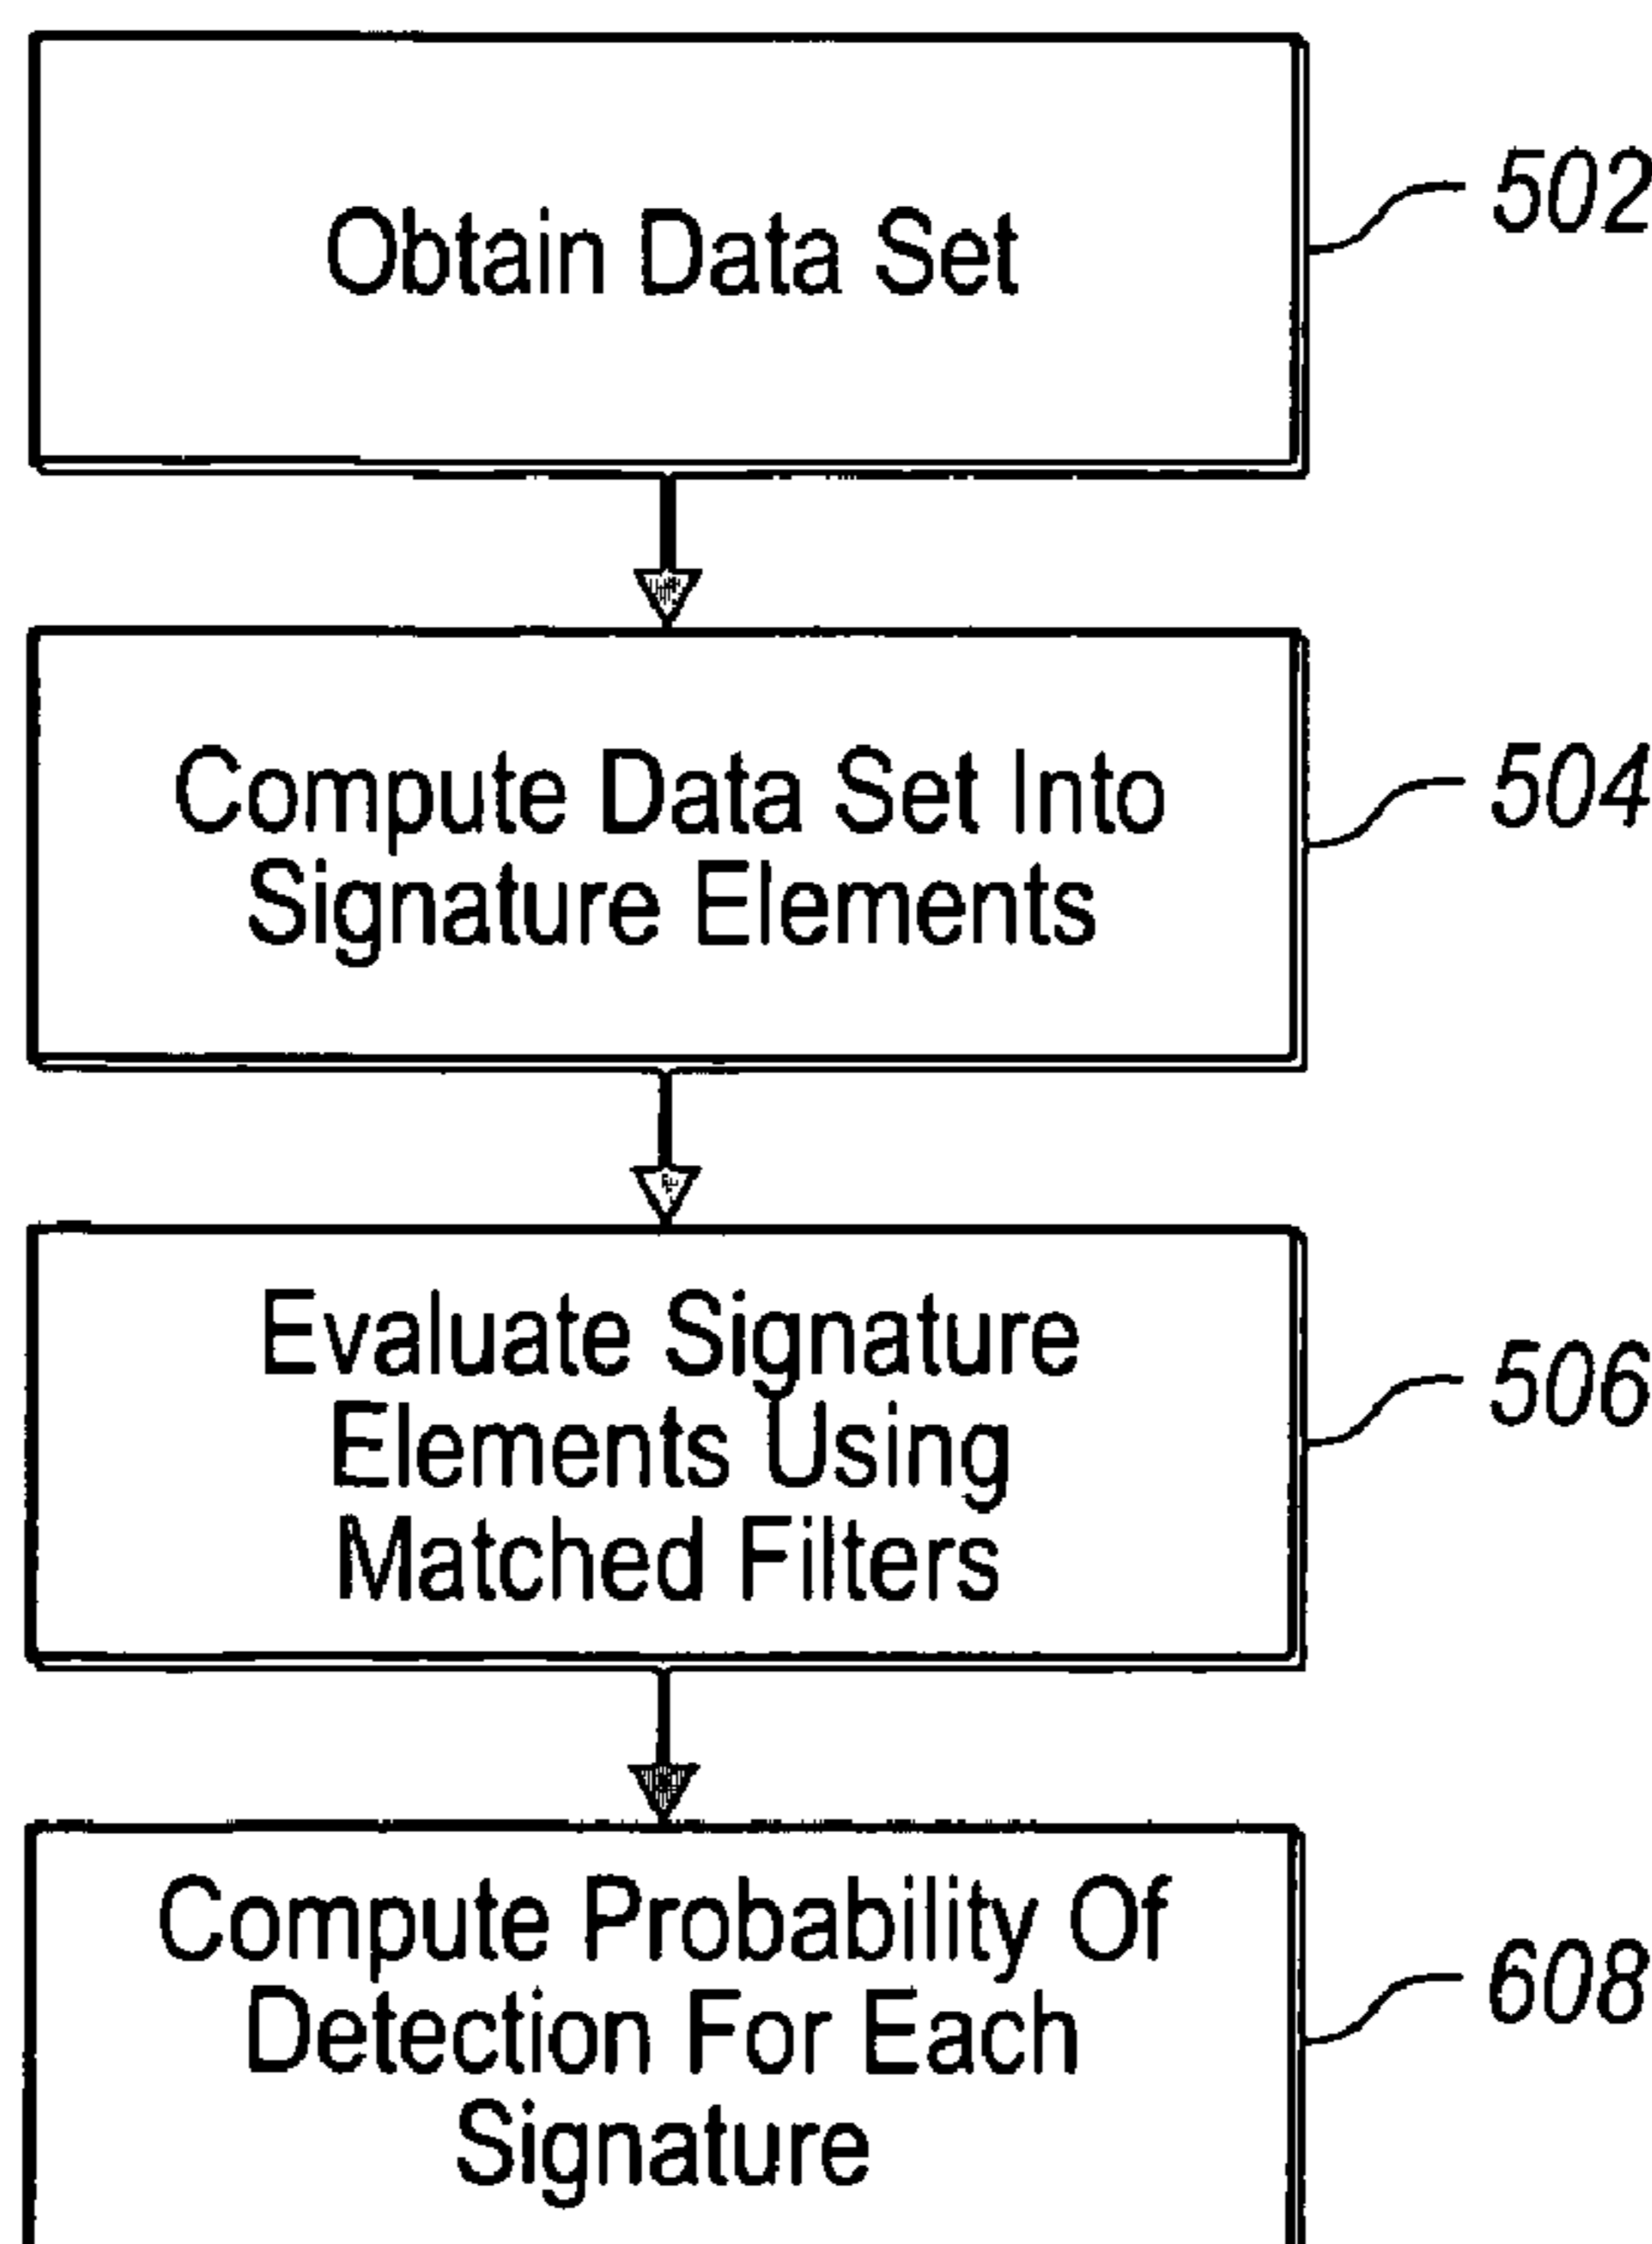 Obtain Data Set
502
Compute Data Set Into
Signature Elements
504
Evaluate Signature
Elements Using
Matched Filters
506
Compute Probability Of
Detection For Each
Signature
608